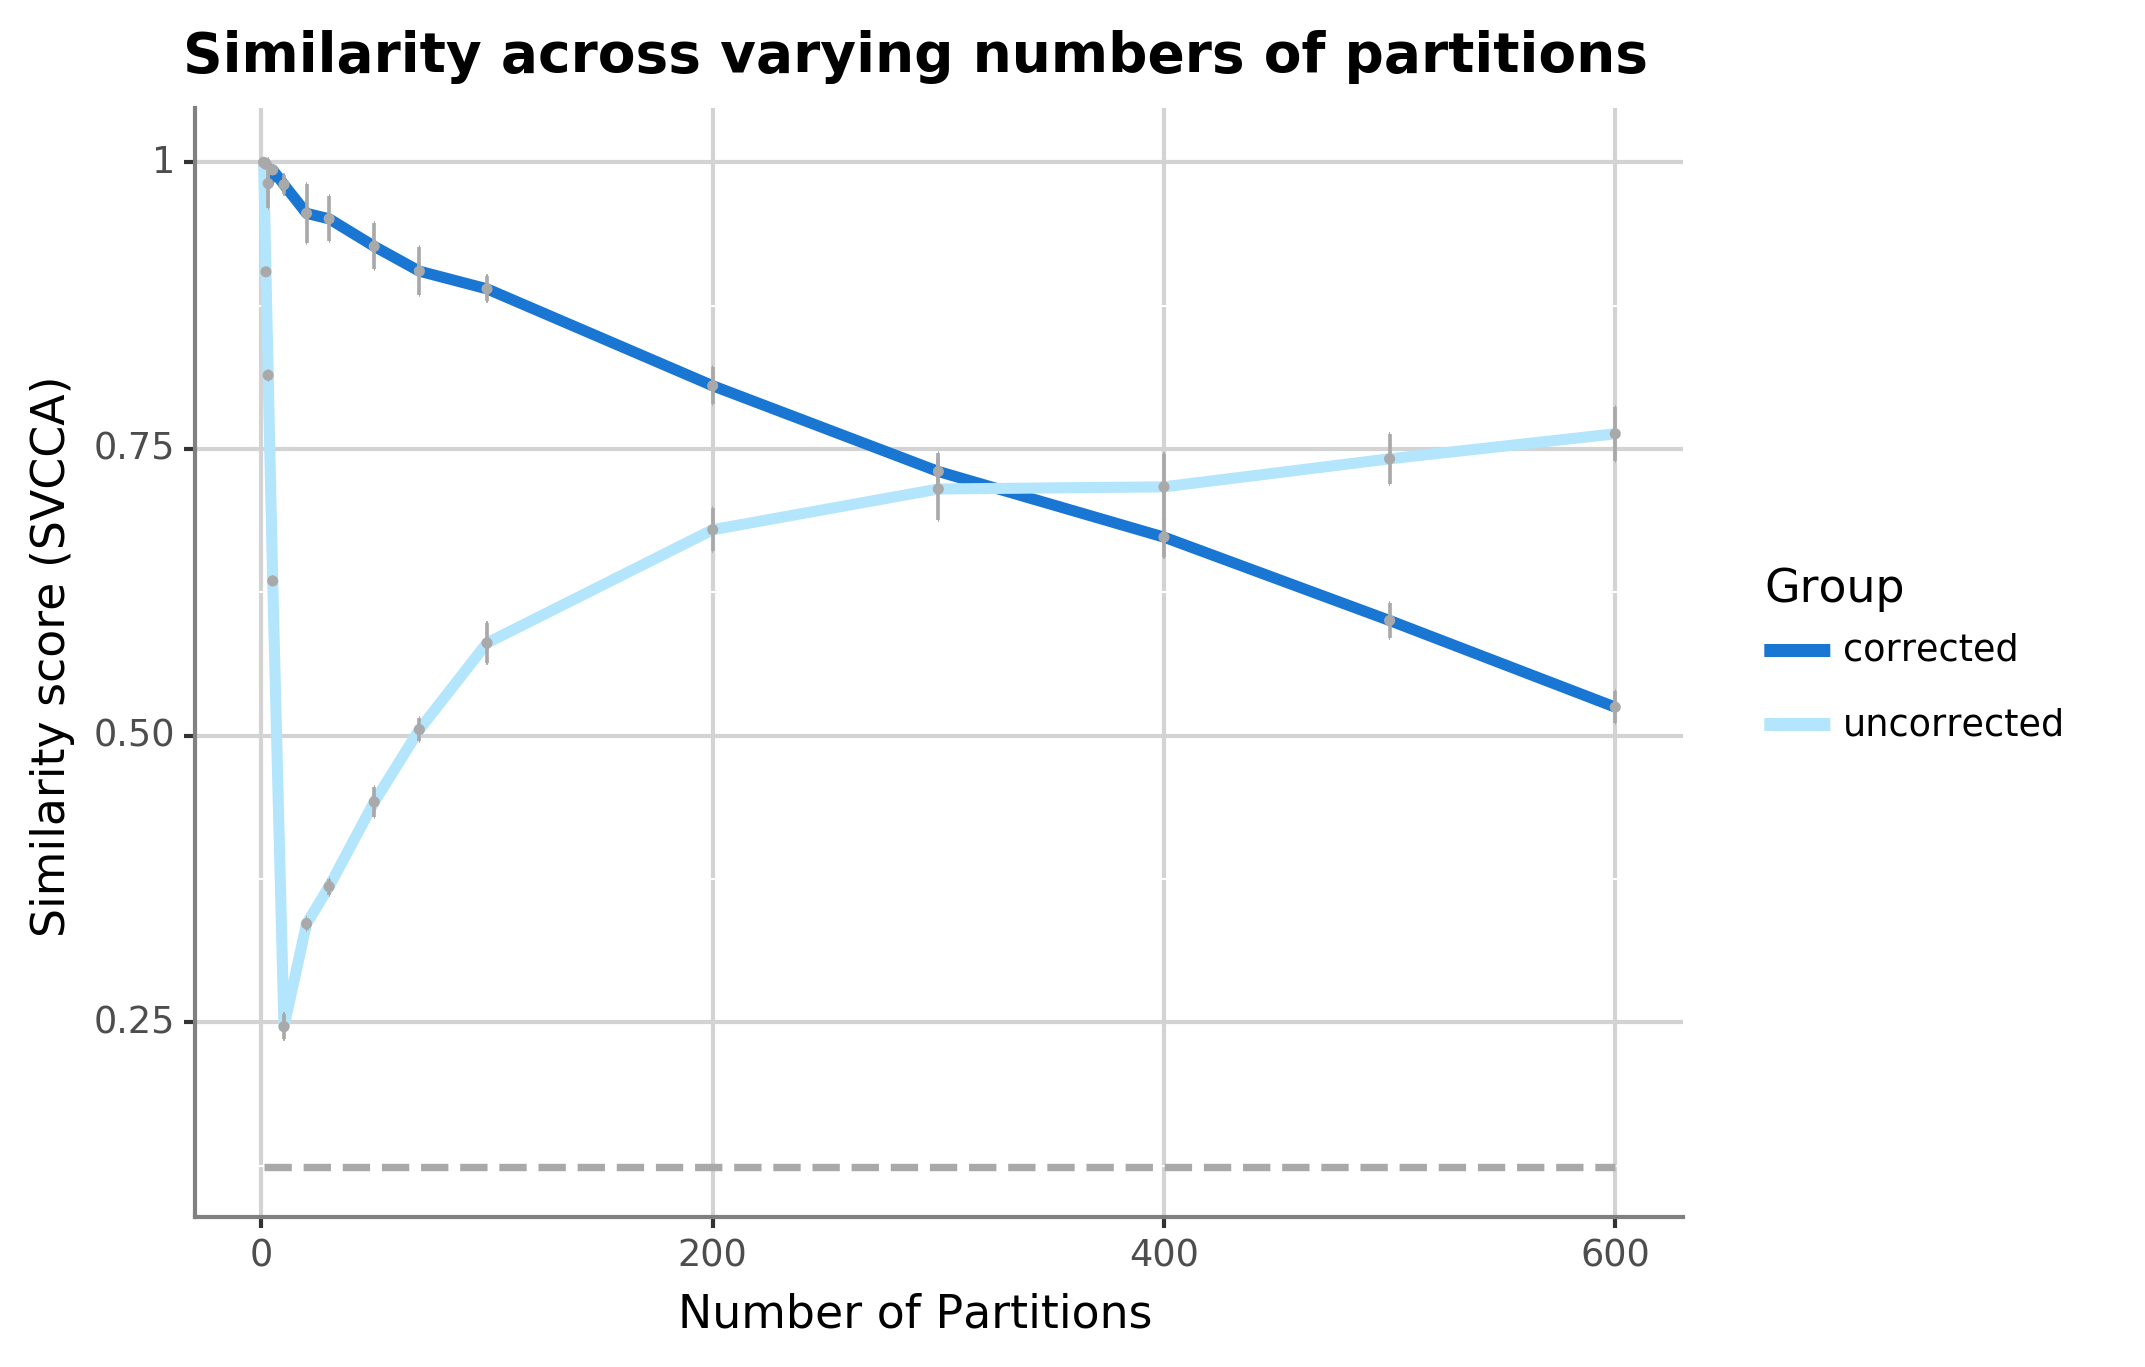 Similarity across varying numbers of partitions
1
0.75
0.50
0.25
Similarity score (SVCCA)
0
200
400
600
Number of Partitions
Group
corrected
uncorrected